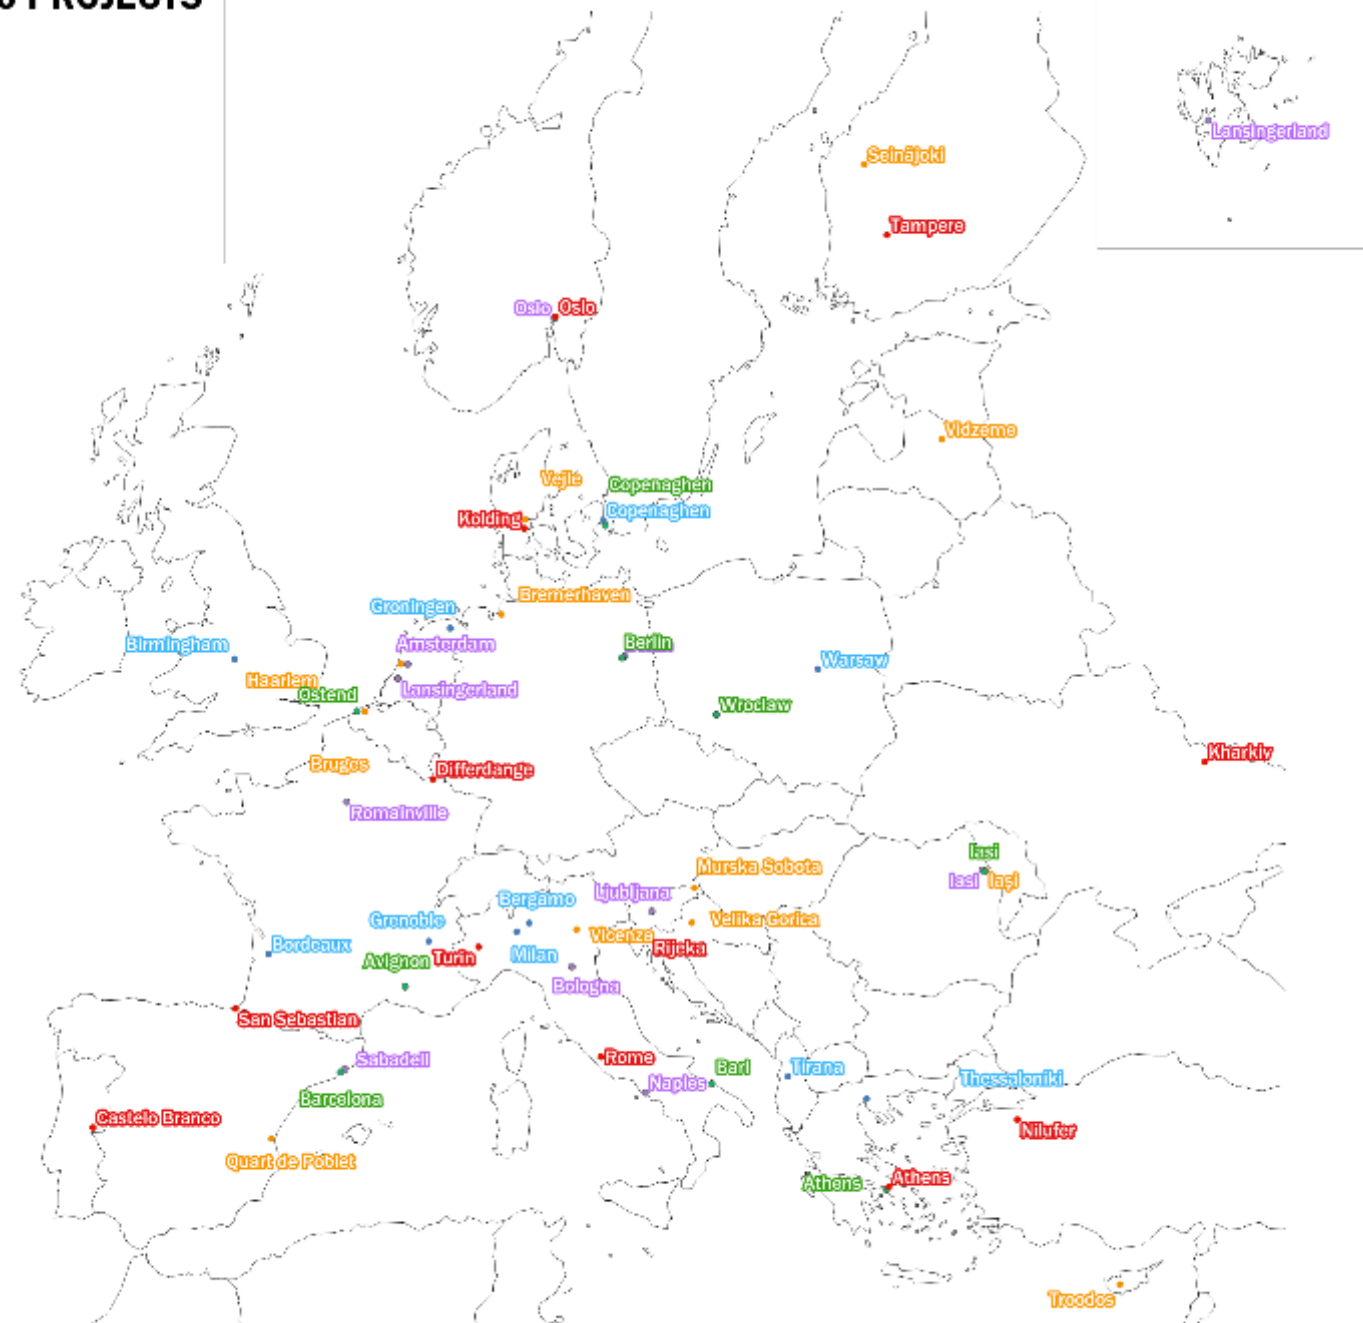 PROJECTS
Lansingerland
Seinäjoki
Tampere
Oslo Oslo
Vidzeme
Vejle
Copenaghen
Copenaghen
Kolding
Bremerhaven
Groningen
Birmingham
Amsterdam
Berlin
Warsaw
Haarlem
Lansingerland
Ostend
Wroclaw
Kharkiv
Bruges
Differdange
Romainville
Iasi
Murska Sobota
Iasi Iaşi
Ljubljana
Bergamo
Grenoble
Velika Gorica
Vicenza
Bordeaux
Rijeka
Milan
Avignon
Turin
Bologna
San Sebastian
Rome
Sabadell
Bari
Tirana
Thessaloniki
Naples
Barcelona
Castelo Branco
Nilufer
Quart de Poblet
Athens
Athens
Troodos